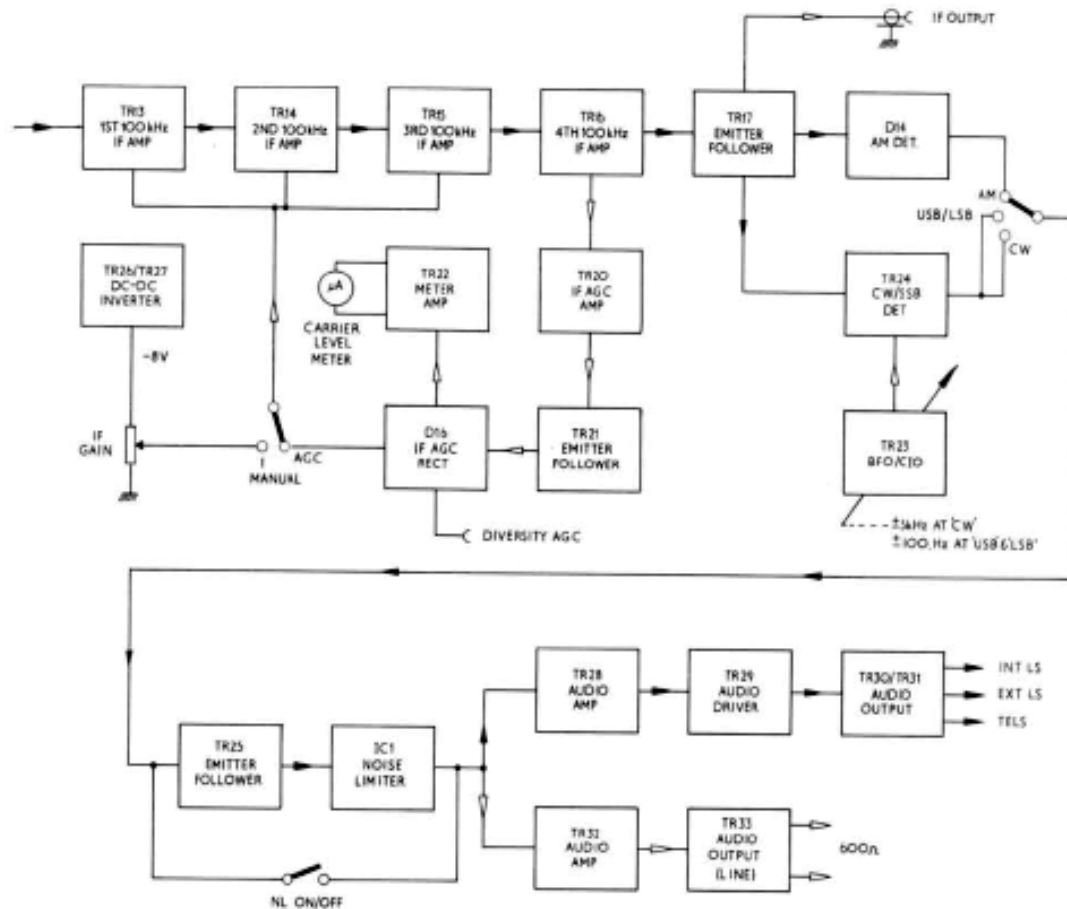 IF OUTPUT
TR13
1ST 100kHz
IF AMP
TR14
2ND 100kHz
IF AMP
TR15
3RD 100kHz
IF AMP
TR16
4TH 100kHz
IF AMP
TR17
EMITTER
FOLLOWER
D14
AM DET.
AM
USB/LSB
CW
TR26/TR27
DC-DC
INVERTER
-8V
IF
GAIN
MANUAL
AGC
µA
CARRIER
LEVEL
METER
TR22
METER
AMP
TR20
IF AGC
AMP
TR24
CW/SSB
DET
D16
IF AGC
RECT
TR21
EMITTER
FOLLOWER
TR23
BFO/CIO
DIVERSITY AGC
AT 'CW'
±100Hz AT 'USB'&'LSB'
TR25
EMITTER
FOLLOWER
IC1
NOISE
LIMITER
NL ON/OFF
TR28
AUDIO
AMP
TR29
AUDIO
DRIVER
TR30/TR31
AUDIO
OUTPUT
INT LS
EXT LS
TELS
TR32
AUDIO
AMP
TR33
AUDIO
OUTPUT
(LINE)
600Ω